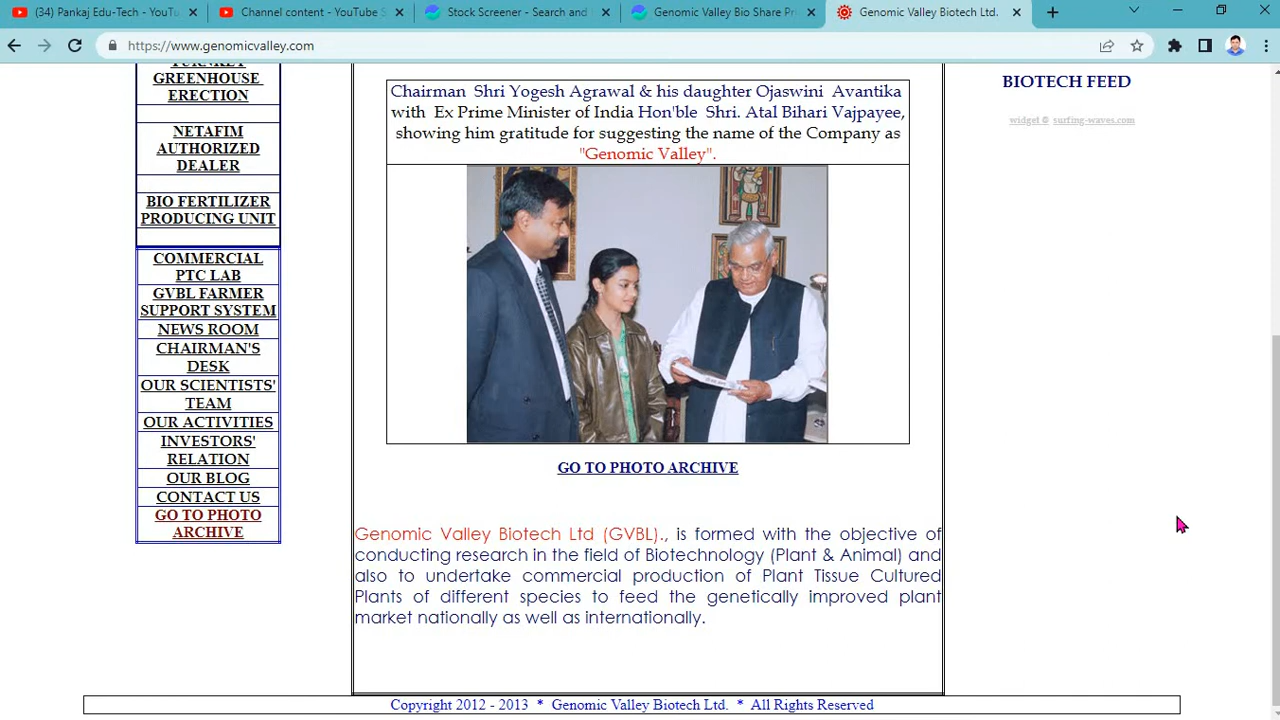 (34) Pankaj Edu-Tech - YouTu
Channel content - YouTube S
Stock Screener - Search and
Genomic Valley Bio Share Pri
Genomic Valley Biotech Ltd.
https://www.genomicvalley.com
TURNKEY
GREENHOUSE
ERECTION
NETAFIM
AUTHORIZED
DEALER
BIO FERTILIZER
PRODUCING UNIT
COMMERCIAL
PTC LAB
GVBL FARMER
SUPPORT SYSTEM
NEWS ROOM
CHAIRMAN'S
DESK
OUR SCIENTISTS'
TEAM
OUR ACTIVITIES
INVESTORS'
RELATION
OUR BLOG
CONTACT US
GO TO PHOTO
ARCHIVE
Chairman Shri Yogesh Agrawal & his daughter Ojaswini Avantika
with Ex Prime Minister of India Hon'ble Shri. Atal Bihari Vajpayee,
showing him gratitude for suggesting the name of the Company as
"Genomic Valley".
GO TO PHOTO ARCHIVE
Genomic Valley Biotech Ltd (GVBL)., is formed with the objective of
conducting research in the field of Biotechnology (Plant & Animal) and
also to undertake commercial production of Plant Tissue Cultured
Plants of different species to feed the genetically improved plant
market nationally as well as internationally.
BIOTECH FEED
widget @ surfing-waves.com
Copyright 2012 - 2013 * Genomic Valley Biotech Ltd. * All Rights Reserved